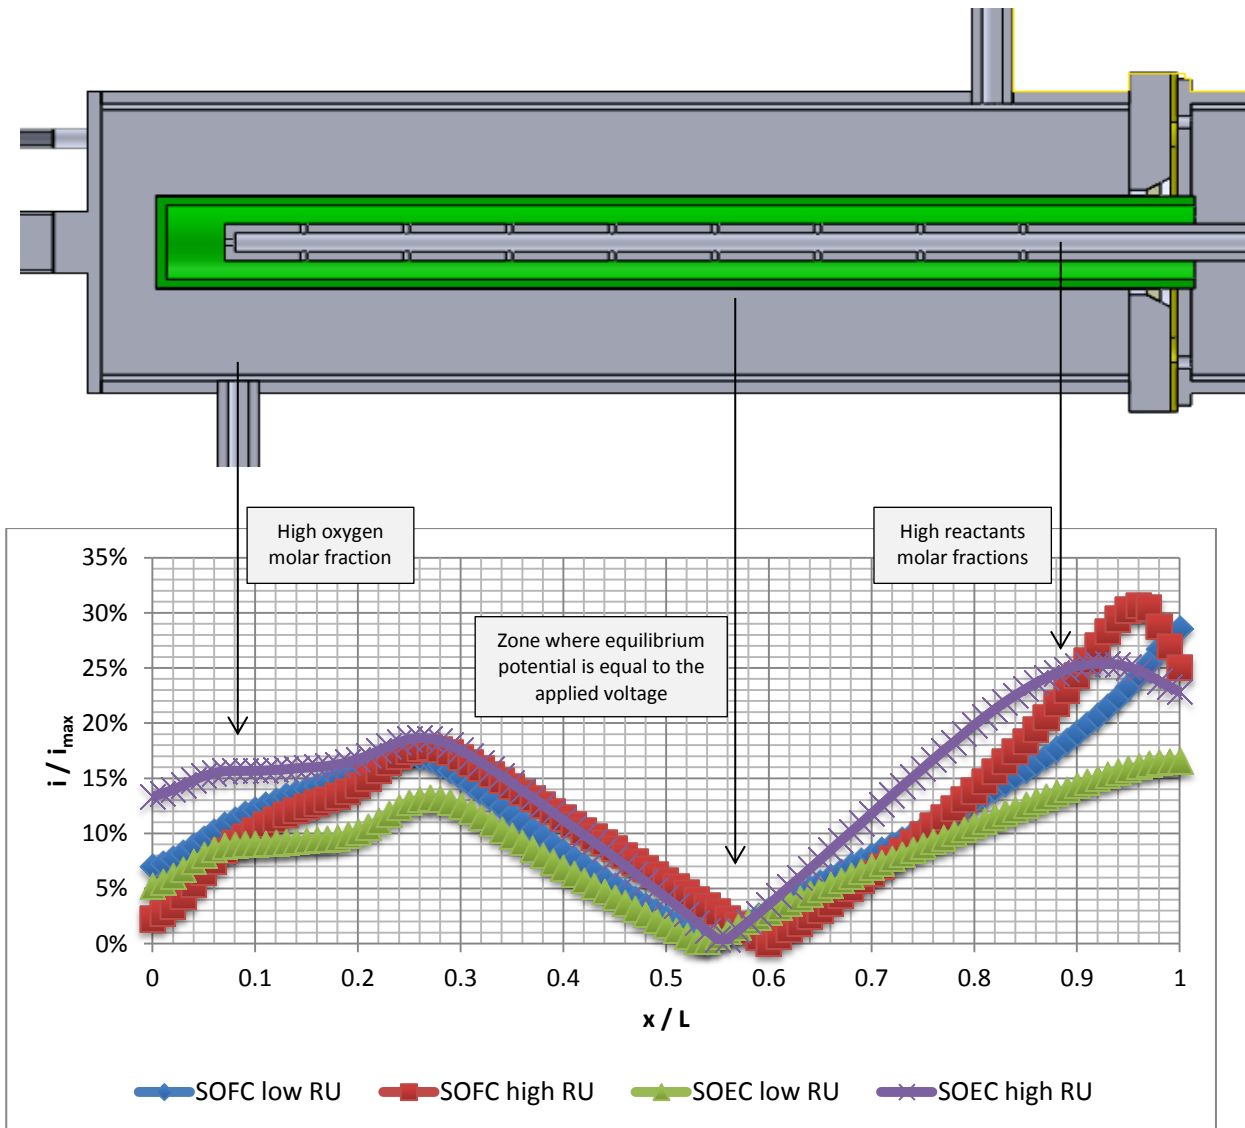 High oxygen
molar fraction
High reactants
molar fractions
Zone where equilibrium
potential is equal to the
applied voltage
i / imax
35%
30%
25%
20%
15%
10%
5%
0%
0 0.1 0.2 0.3 0.4 0.5 0.6 0.7 0.8 0.9 1
x / L
SOFC low RU SOFC high RU SOEC low RU SOEC high RU